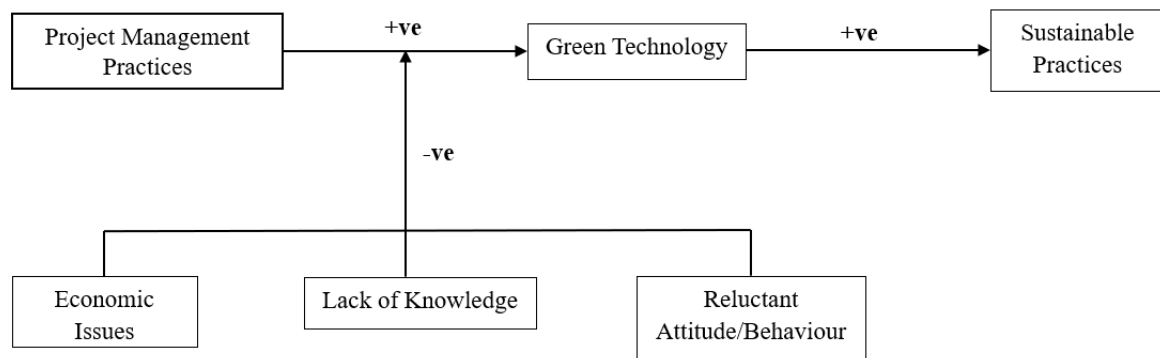 Project Management
Practices
+ve
Green Technology
+ve
Sustainable
Practices
-ve
Economic
Issues
Lack of Knowledge
Reluctant
Attitude/Behaviour